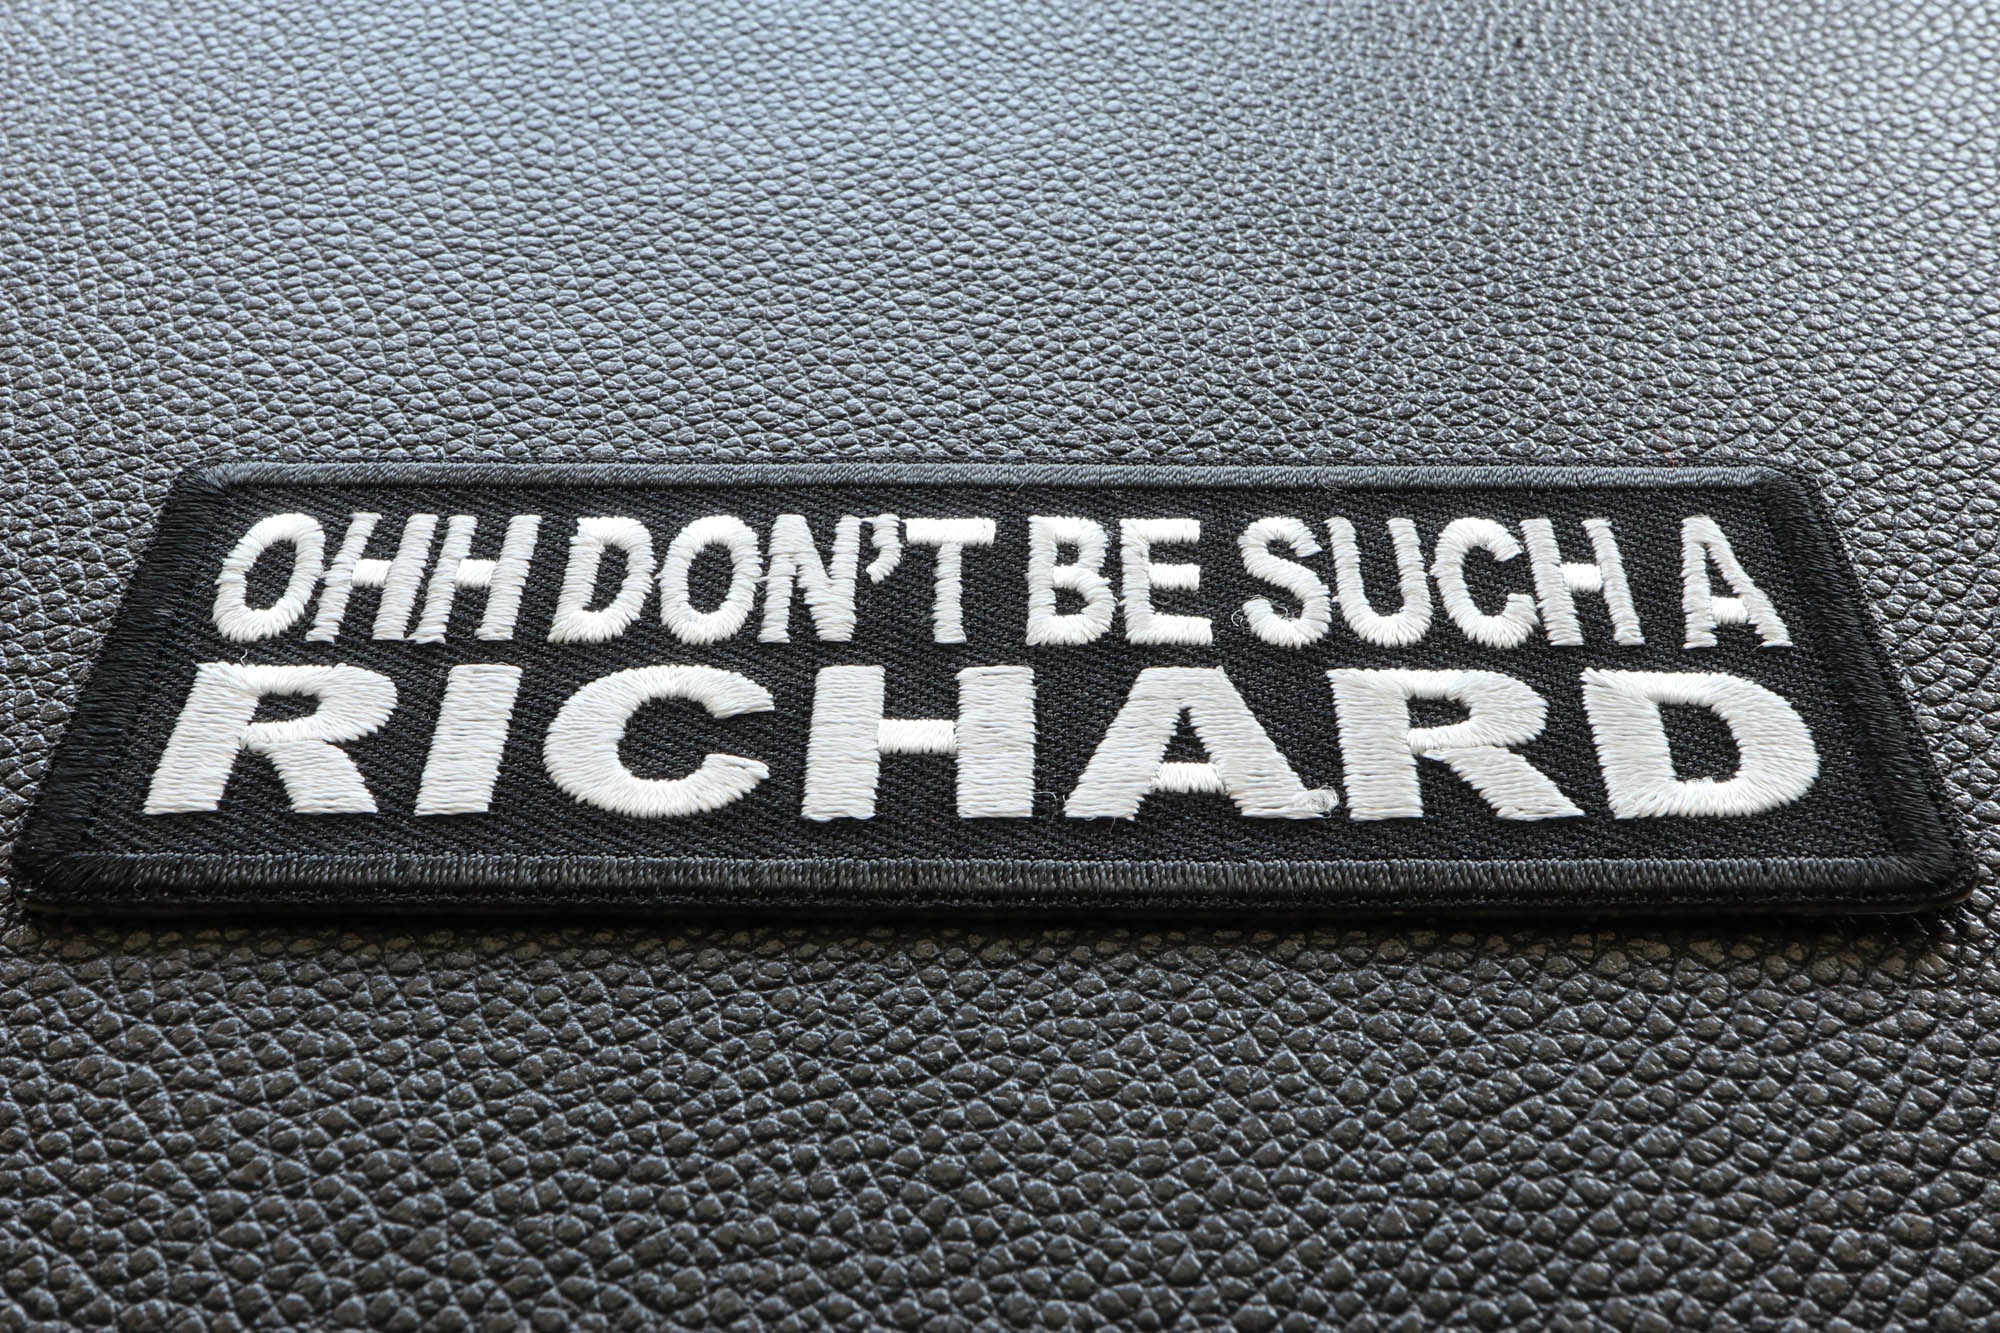 OHH DON'T BE SUCH A
RICHARD